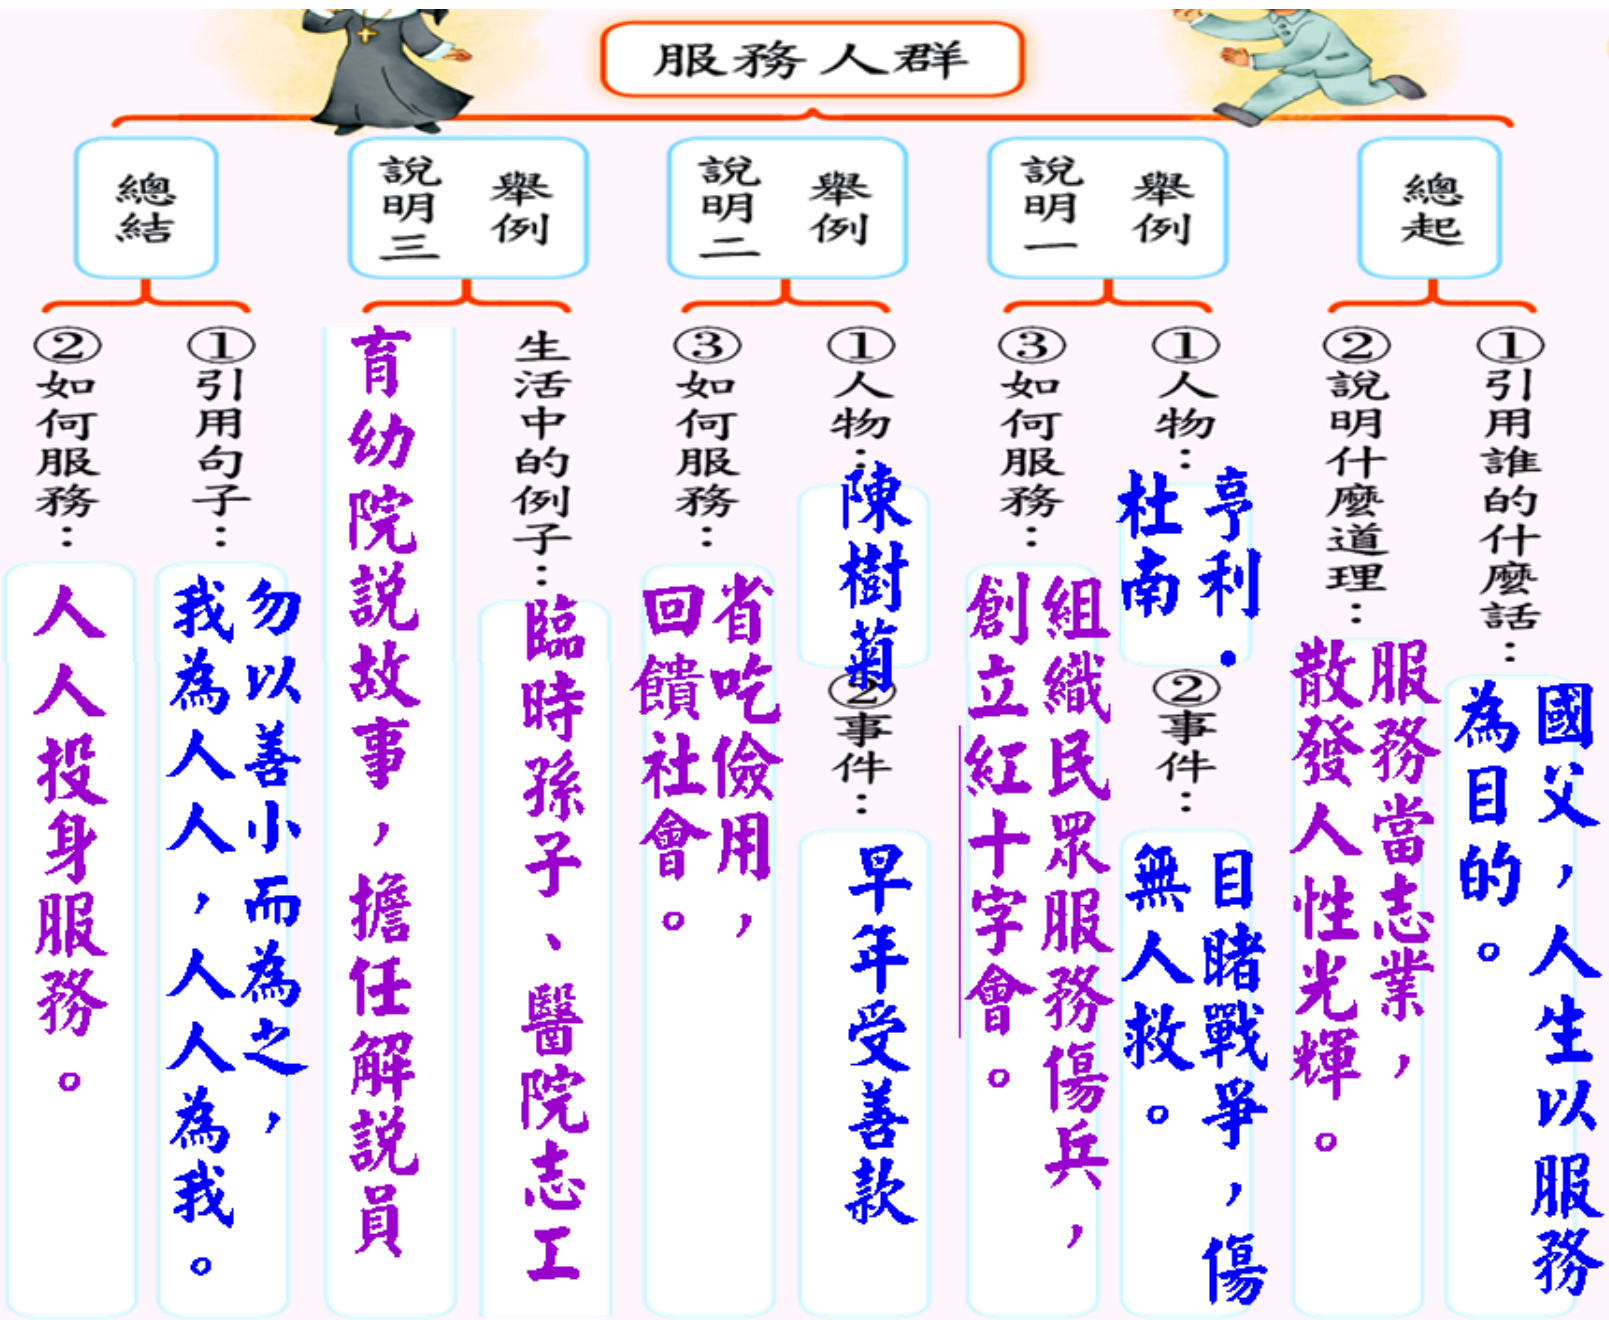 服務人群
總起
①引用誰的什麼話：
國父，人生以服務
為目的。
②說明什麼道理：
服務當志業，
散發人性光輝。
舉例
說明一
①人物：
亨利．
杜南
②事件：
目睹戰爭，傷
無人救。
③如何服務：
組織民眾服務傷兵，
創立紅十字會。
舉例
說明二
①人物：
陳樹菊
②事件：
早年受善款
③如何服務：
省吃儉用，
回饋社會。
舉例
說明三
生活中的例子：
臨時孫子、醫院志工
育幼院說故事，擔任解說員
總結
①引用句子：
勿以善小而為之，
我為人人，人人為我。
②如何服務：
人人投身服務。